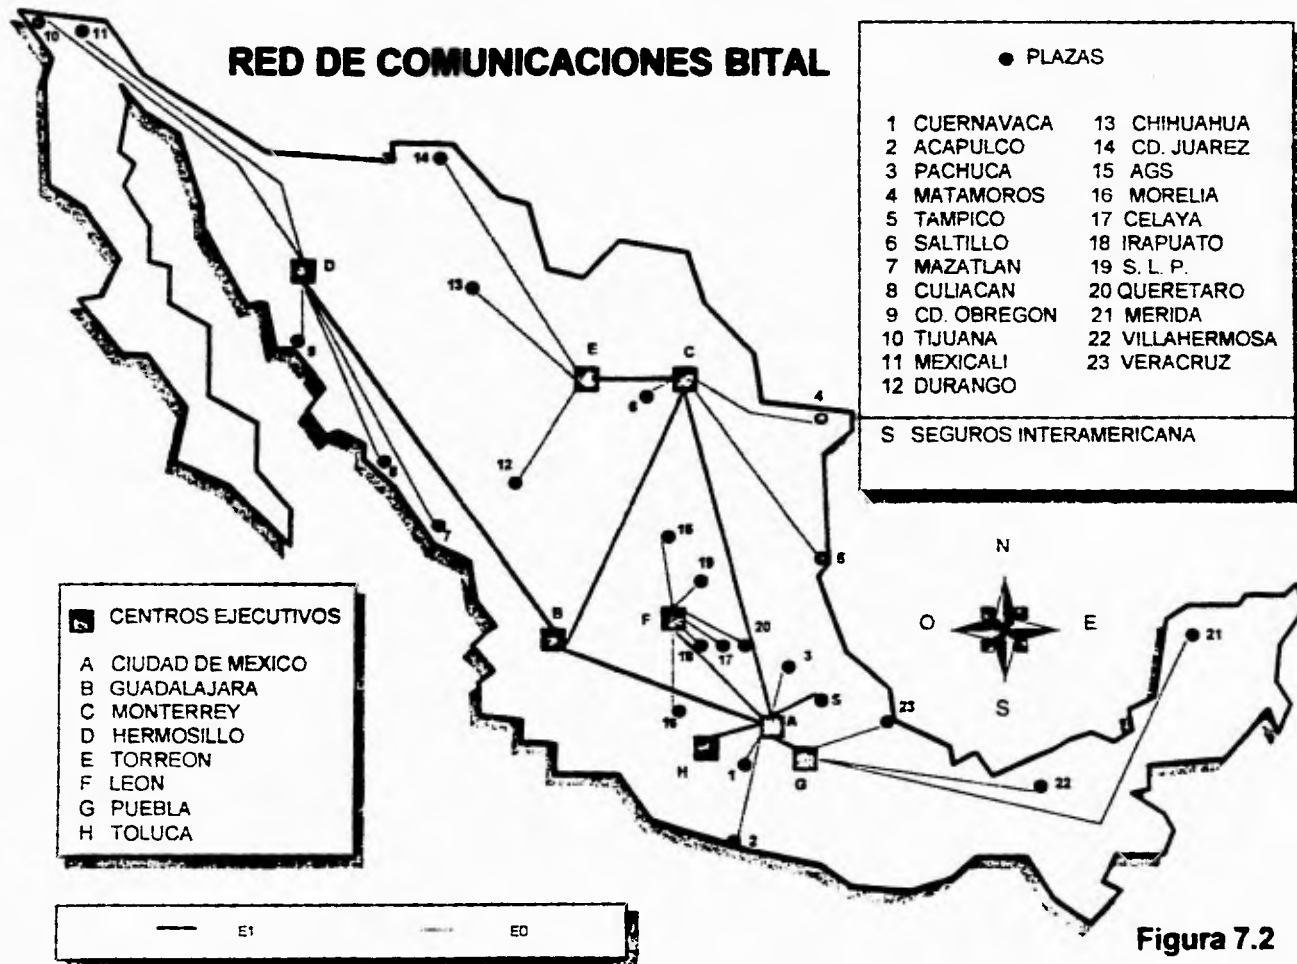 RED DE COMUNICACIONES BITAL
● PLAZAS
1 CUERNAVACA
2 ACAPULCO
3 PACHUCA
4 MATAMOROS
5 TAMPICO
6 SALTILLO
7 MAZATLAN
8 CULIACAN
9 CD. OBREGON
10 TIJUANA
11 MEXICALI
12 DURANGO
13 CHIHUAHUA
14 CD. JUAREZ
15 AGS
16 MORELIA
17 CELAYA
18 IRAPUATO
19 S. L. P.
20 QUERETARO
21 MERIDA
22 VILLAHERMOSA
23 VERACRUZ
S SEGUROS INTERAMERICANA
10
11
14
D
13
9
E
C
6
4
12
8
7
5
N
O
E
S
19
B
F
20
18
17
3
21
S
A
23
H
1
G
22
2
CENTROS EJECUTIVOS
A CIUDAD DE MEXICO
B GUADALAJARA
C MONTERREY
D HERMOSILLO
E TORREON
F LEON
G PUEBLA
H TOLUCA
E1
E0
Figura 7.2